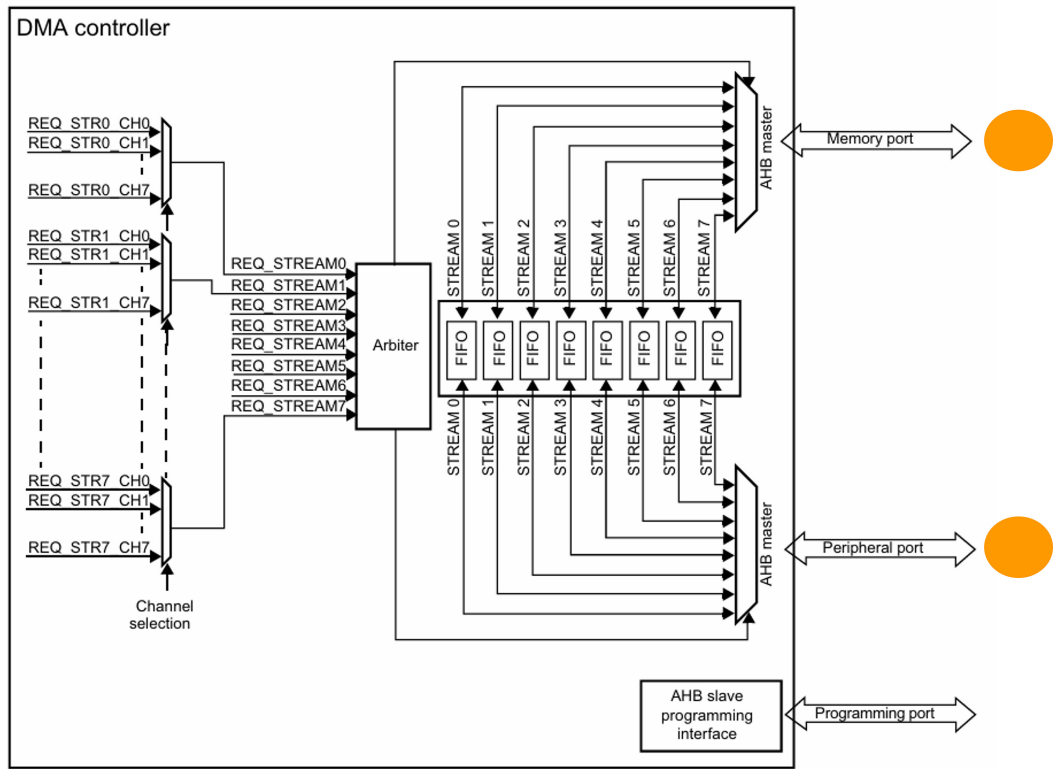 DMA controller
REQ_STR0_CH0
REQ_STR0_CH1
REQ_STR0_CH7
REQ_STR1_CH0
REQ_STR1_CH1
REQ_STR1_CH7
REQ_STR7_CH0
REQ_STR7_CH1
REQ_STR7_CH7
Channel
selection
REQ_STREAM0
REQ_STREAM1
REQ_STREAM2
REQ_STREAM3
REQ_STREAM4
REQ_STREAM5
REQ_STREAM6
REQ_STREAM7
Arbiter
STREAM 0
STREAM 1
STREAM 2
STREAM 3
STREAM 4
STREAM 5
STREAM 6
STREAM 7
FIFO
FIFO
FIFO
FIFO
FIFO
FIFO
FIFO
FIFO
STREAM 0
STREAM 1
STREAM 2
STREAM 3
STREAM 4
STREAM 5
STREAM 6
STREAM 7
AHB master
Memory port
AHB master
Peripheral port
AHB slave
programming
interface
Programming port